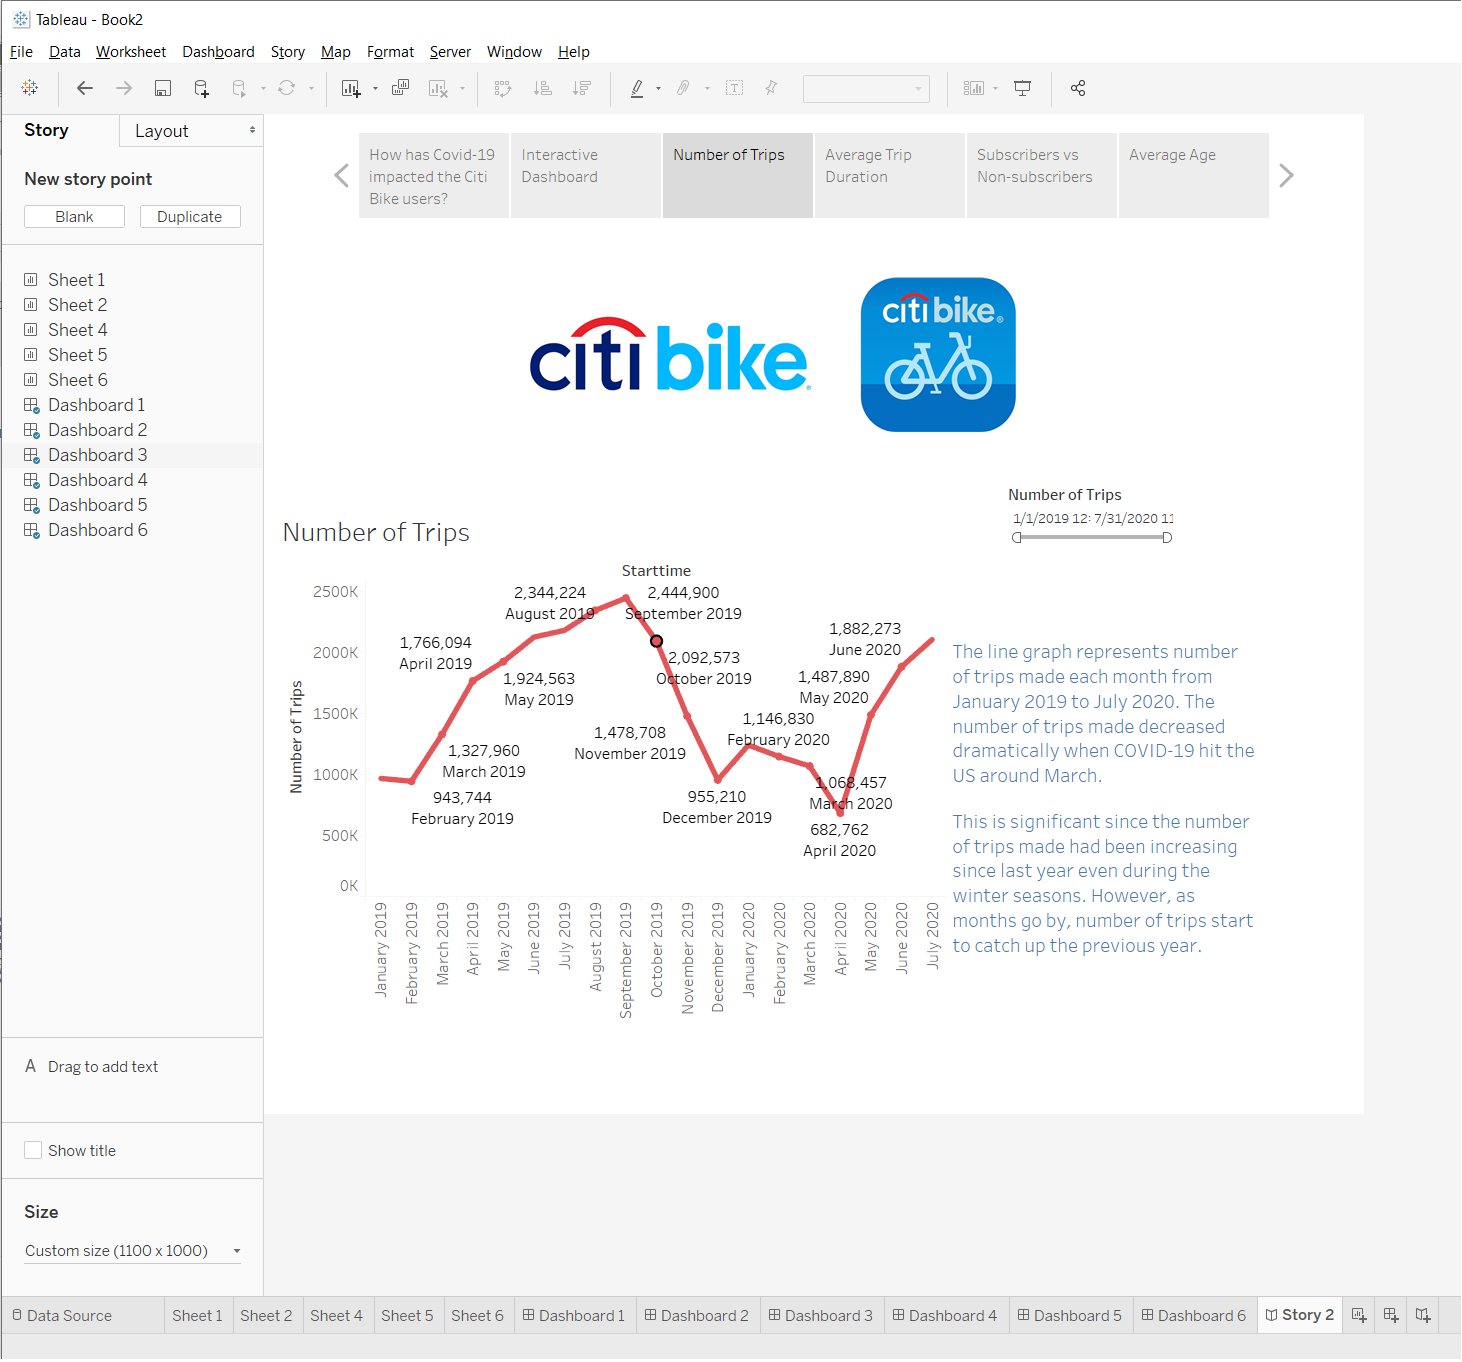 Tableau - Book2
File Data Worksheet Dashboard Story Map Format Server Window Help
Story
Layout
New story point
Blank
Duplicate
Sheet 1
Sheet 2
Sheet 4
Sheet 5
Sheet 6
Dashboard 1
Dashboard 2
Dashboard 3
Dashboard 4
Dashboard 5
Dashboard 6
A Drag to add text
Show title
Size
Custom size (1100 x 1000)
How has Covid-19
impacted the Citi
Bike users?
Interactive
Dashboard
Number of Trips
Average Trip
Duration
Subscribers vs
Non-subscribers
Average Age
citi bike
citi bike®
Number of Trips
1/1/2019 12: 7/31/2020 11
Number of Trips
Starttime
Number of Trips
2500K
2000K
1500K
1000K
500K
0K
943,744
February 2019
1,327,960
March 2019
1,766,094
April 2019
1,924,563
May 2019
2,344,224
August 2019
2,444,900
September 2019
2,092,573
October 2019
1,478,708
November 2019
955,210
December 2019
1,146,830
February 2020
1,068,457
March 2020
682,762
April 2020
1,487,890
May 2020
1,882,273
June 2020
January 2019
February 2019
March 2019
April 2019
May 2019
June 2019
July 2019
August 2019
September 2019
October 2019
November 2019
December 2019
January 2020
February 2020
March 2020
April 2020
May 2020
June 2020
July 2020
The line graph represents number
of trips made each month from
January 2019 to July 2020. The
number of trips made decreased
dramatically when COVID-19 hit the
US around March.
This is significant since the number
of trips made had been increasing
since last year even during the
winter seasons. However, as
months go by, number of trips start
to catch up the previous year.
Data Source
Sheet 1
Sheet 2
Sheet 4
Sheet 5
Sheet 6
Dashboard 1
Dashboard 2
Dashboard 3
Dashboard 4
Dashboard 5
Dashboard 6
Story 2